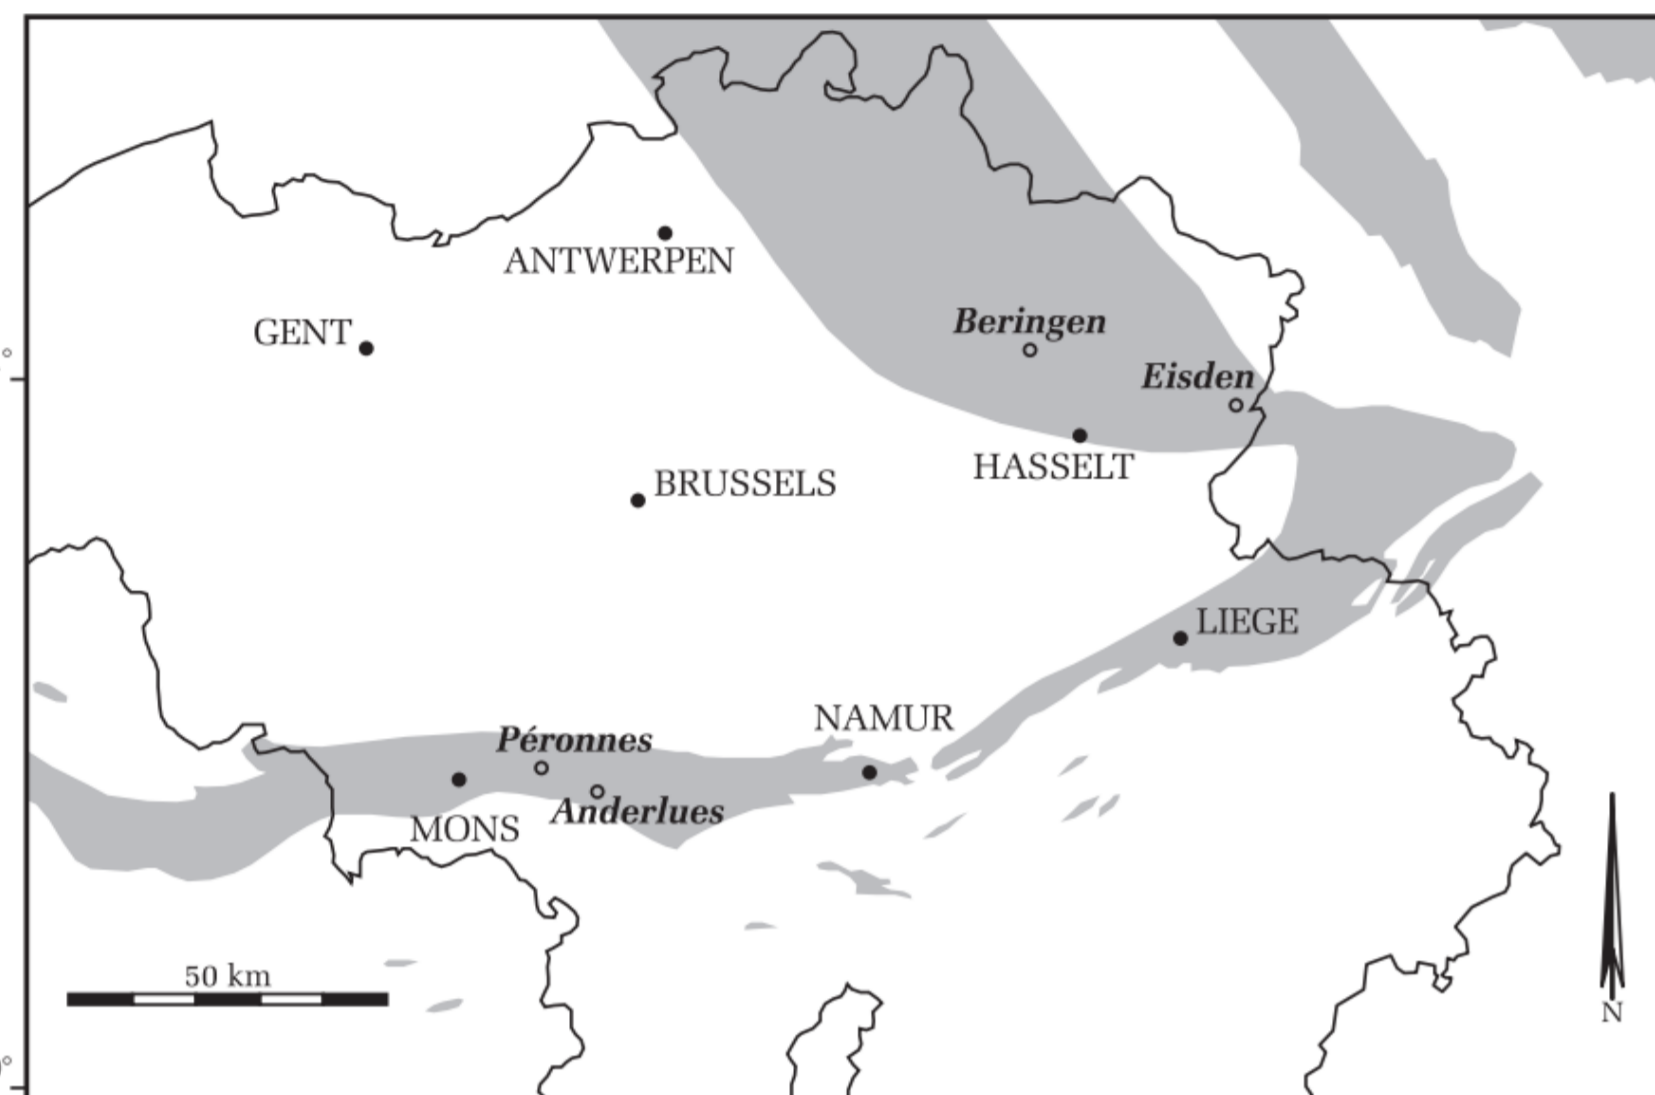 ANTWERPEN
GENT
Beringen
Eisden
HASSELT
BRUSSELS
LIEGE
NAMUR
Péronnes
Anderlues
MONS
50 km
N